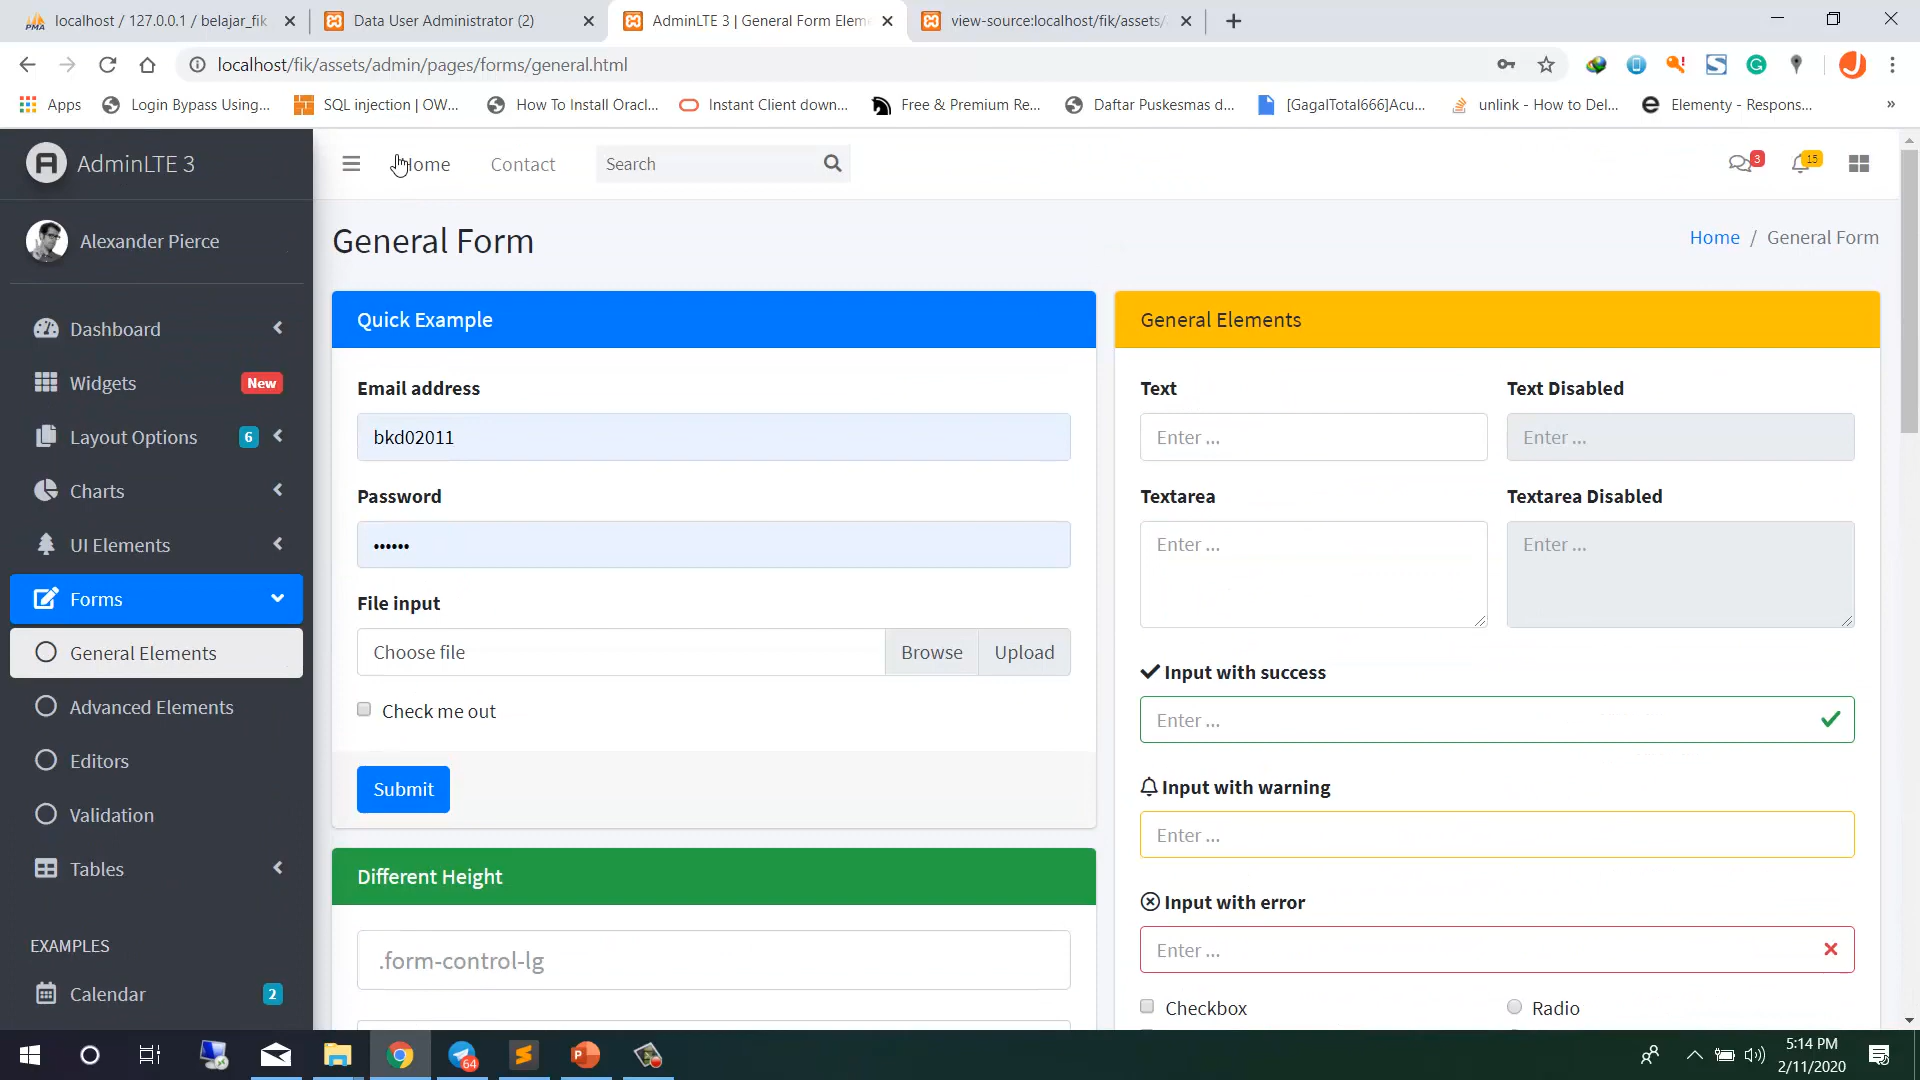 localhost / 127.0.0.1 / belajar_fik
Data User Administrator (2)
AdminLTE 3 | General Form Elem
view-source:localhost/fik/assets/
localhost/fik/assets/admin/pages/forms/general.html
Apps
Login Bypass Using...
SQL injection | OW...
How To Install Oracl...
Instant Client down...
Free & Premium Re...
Daftar Puskesmas d...
[GagalTotal666]Acu...
unlink - How to Del...
Elementy - Respons...
»
AdminLTE 3
Home
Contact
Search
3
15
Alexander Pierce
General Form
Home / General Form
Dashboard
Widgets New
Layout Options 6
Charts
UI Elements
Forms
General Elements
Advanced Elements
Editors
Validation
Tables
EXAMPLES
Calendar 2
Quick Example
Email address
bkd02011
Password
••••••
File input
Choose file
Browse
Upload
Check me out
Submit
Different Height
.form-control-lg
General Elements
Text
Text Disabled
Enter ...
Enter ...
Textarea
Textarea Disabled
Enter ...
Enter ...
Input with success
Enter ...
Input with warning
Enter ...
Input with error
Enter ...
Checkbox
Radio
64
5:14 PM
2/11/2020